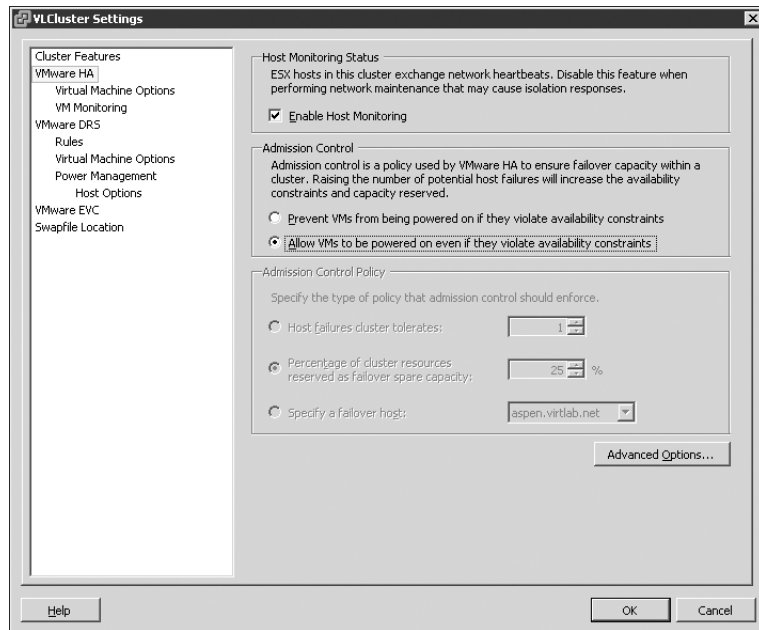 VLCluster Settings
Cluster Features
VMware HA
Virtual Machine Options
VM Monitoring
VMware DRS
Rules
Virtual Machine Options
Power Management
Host Options
VMware EVC
Swapfile Location
Host Monitoring Status
ESX hosts in this cluster exchange network heartbeats. Disable this feature when
performing network maintenance that may cause isolation responses.
Enable Host Monitoring
Admission Control
Admission control is a policy used by VMware HA to ensure failover capacity within a
cluster. Raising the number of potential host failures will increase the availability
constraints and capacity reserved.
Prevent VMs from being powered on if they violate availability constraints
Allow VMs to be powered on even if they violate availability constraints
Admission Control Policy
Specify the type of policy that admission control should enforce.
Host failures cluster tolerates: 1
Percentage of cluster resources
reserved as failover spare capacity: 25 %
Specify a failover host: aspen.virtlab.net
Advanced Options...
Help OK Cancel